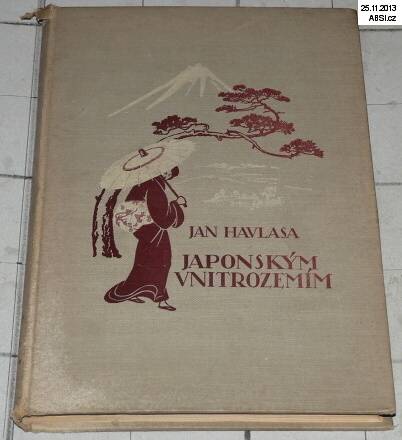 25.11.2013
ABSI.cz
JAN HAVLASA
JAPONSKÝM
VNITROZEMÍM